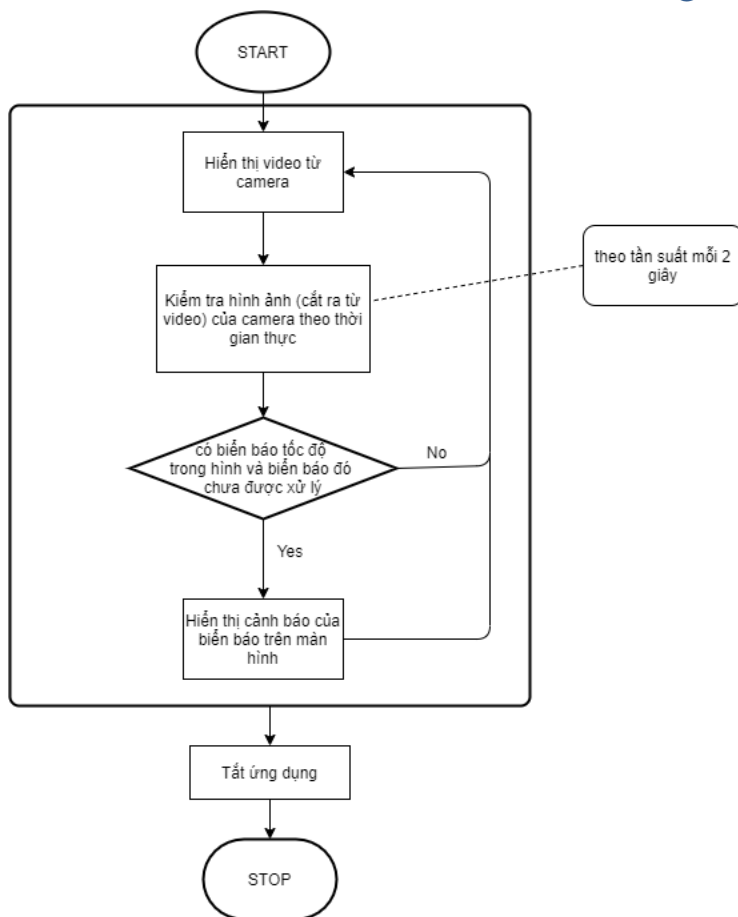 START
Hiển thị video từ
camera
theo tần suất mỗi 2
giây
Kiểm tra hình ảnh (cắt ra từ
video) của camera theo thời
gian thực
có biển báo tốc độ
trong hình và biển báo đó
chưa được xử lý
No
Yes
Hiển thị cảnh báo của
biển báo trên màn
hình
Tắt ứng dụng
STOP